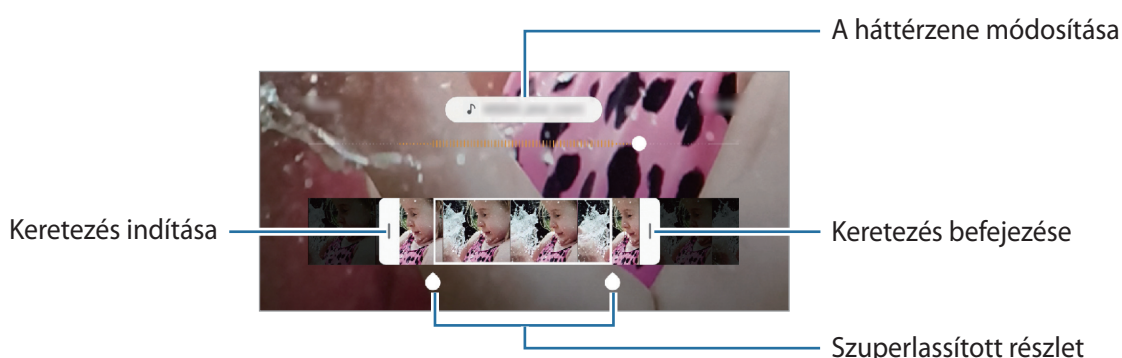 A háttérzene módosítása
Keretezés indítása
Keretezés befejezése
Szuperlassított részlet